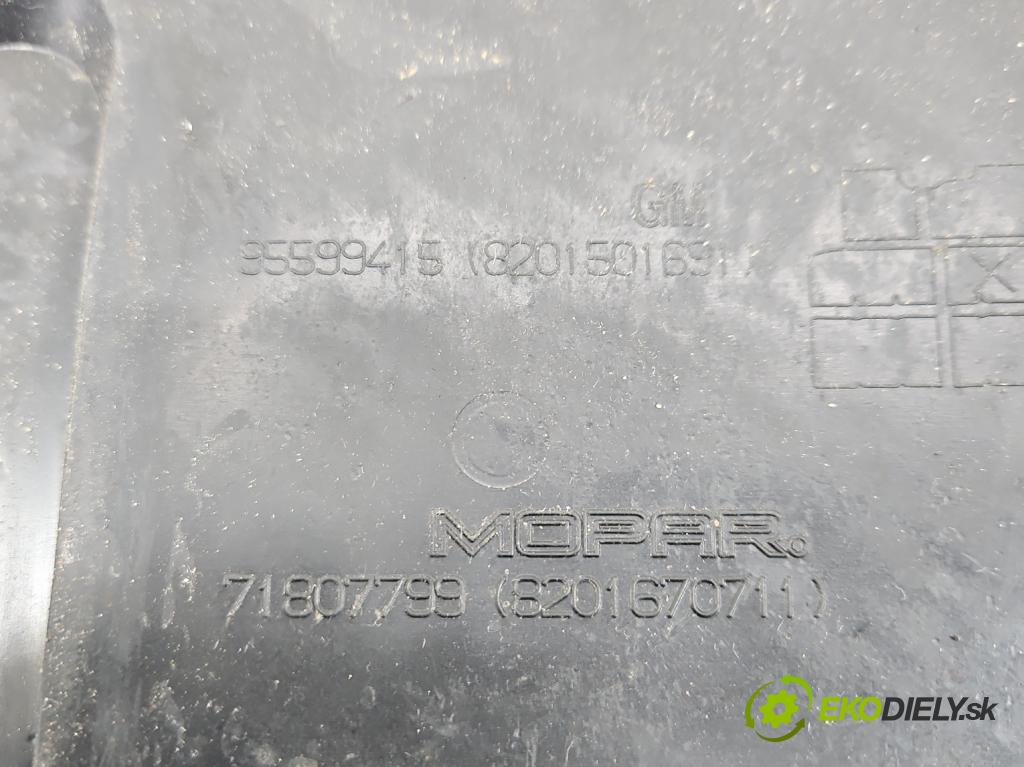 GM
95599415 (8201501691)
X
MOPAR
71807799 (8201670711)
EKODIELY.sk